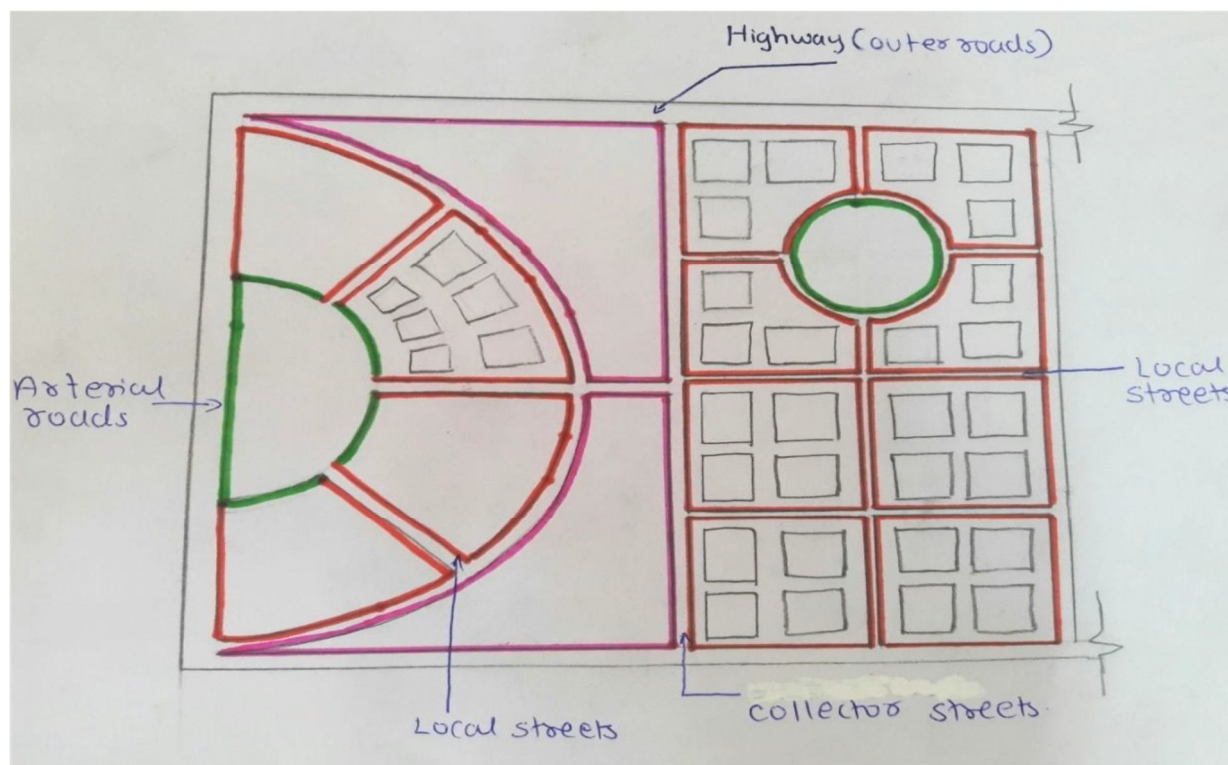 Highway (outer roads)
Arterial
roads
Local
streets
Local streets
collector streets.